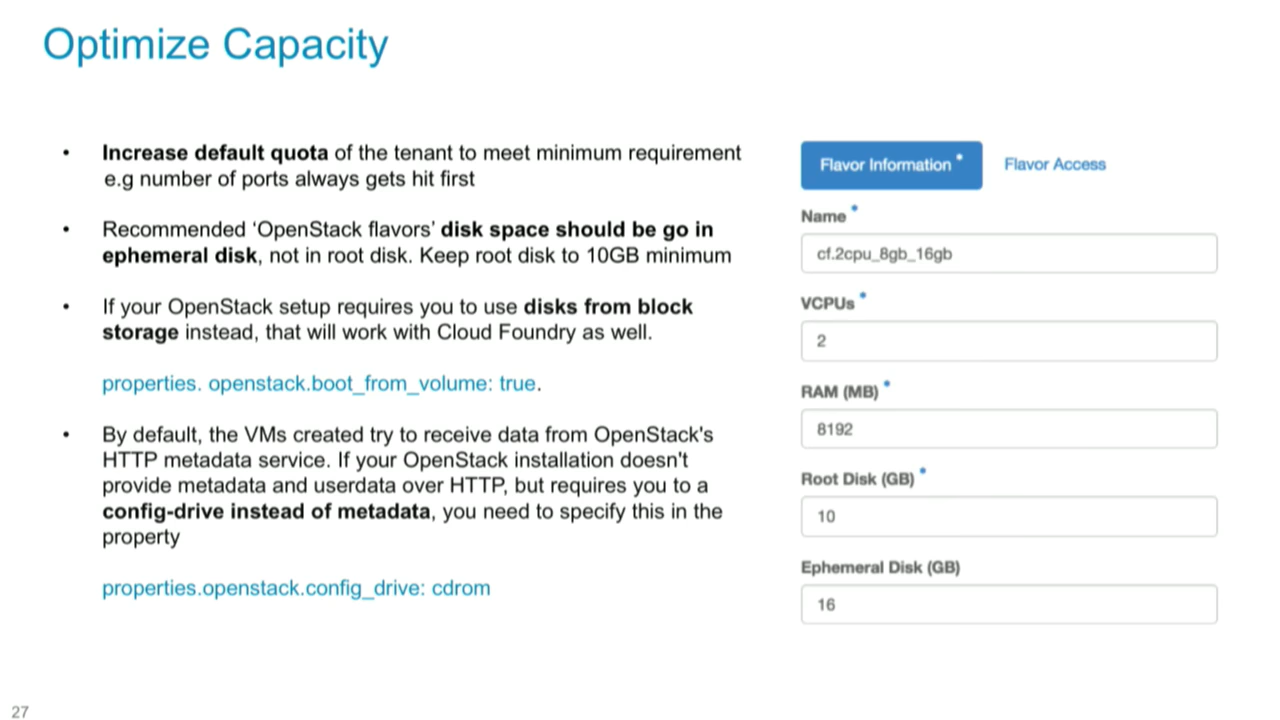 Optimize Capacity
• Increase default quota of the tenant to meet minimum requirement
e.g number of ports always gets hit first
• Recommended ‘OpenStack flavors’ disk space should be go in
ephemeral disk, not in root disk. Keep root disk to 10GB minimum
• If your OpenStack setup requires you to use disks from block
storage instead, that will work with Cloud Foundry as well.
properties. openstack.boot_from_volume: true.
• By default, the VMs created try to receive data from OpenStack's
HTTP metadata service. If your OpenStack installation doesn't
provide metadata and userdata over HTTP, but requires you to a
config-drive instead of metadata, you need to specify this in the
property
properties.openstack.config_drive: cdrom
Flavor Information * Flavor Access
Name *
cf.2cpu_8gb_16gb
VCPUs *
2
RAM (MB) *
8192
Root Disk (GB) *
10
Ephemeral Disk (GB)
16
27